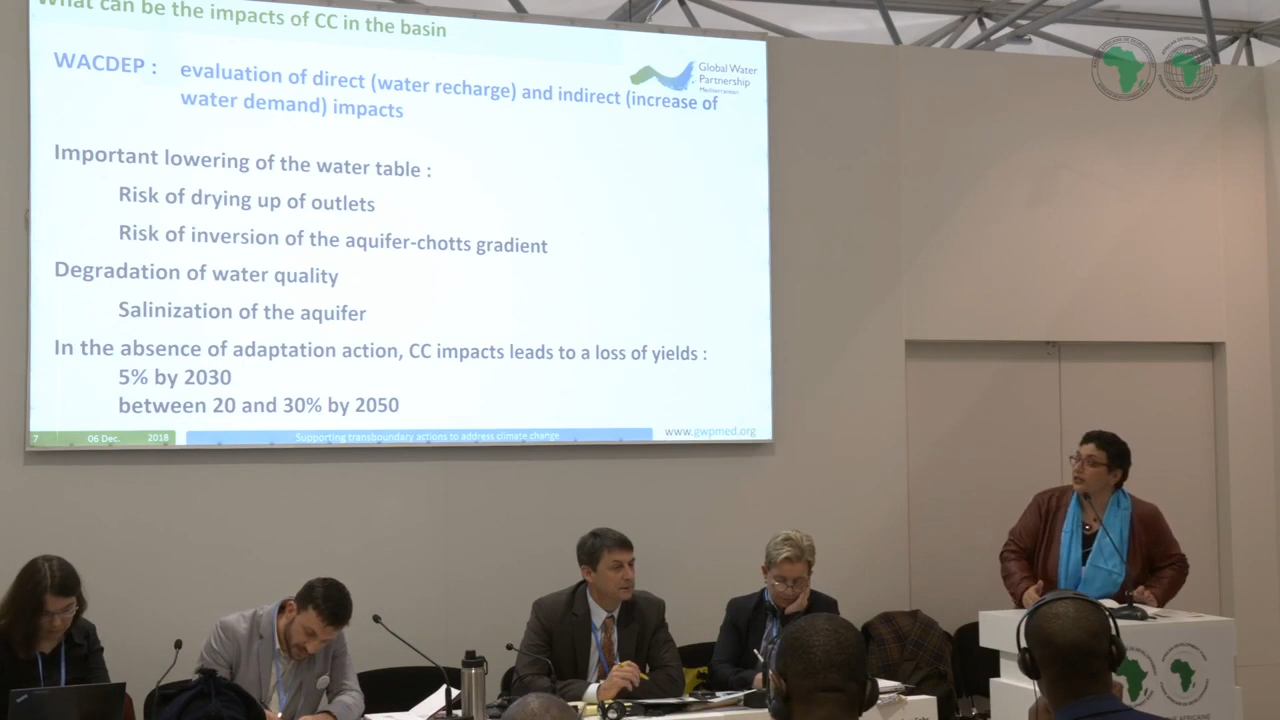 What can be the impacts of CC in the basin
WACDEP : evaluation of direct (water recharge) and indirect (increase of
water demand) impacts
Global Water
Partnership
Mediterranean
Important lowering of the water table :
Risk of drying up of outlets
Risk of inversion of the aquifer-chotts gradient
Degradation of water quality
Salinization of the aquifer
In the absence of adaptation action, CC impacts leads to a loss of yields :
5% by 2030
between 20 and 30% by 2050
7 06 Dec. 2018 Supporting transboundary actions to address climate change www.gwpmed.org